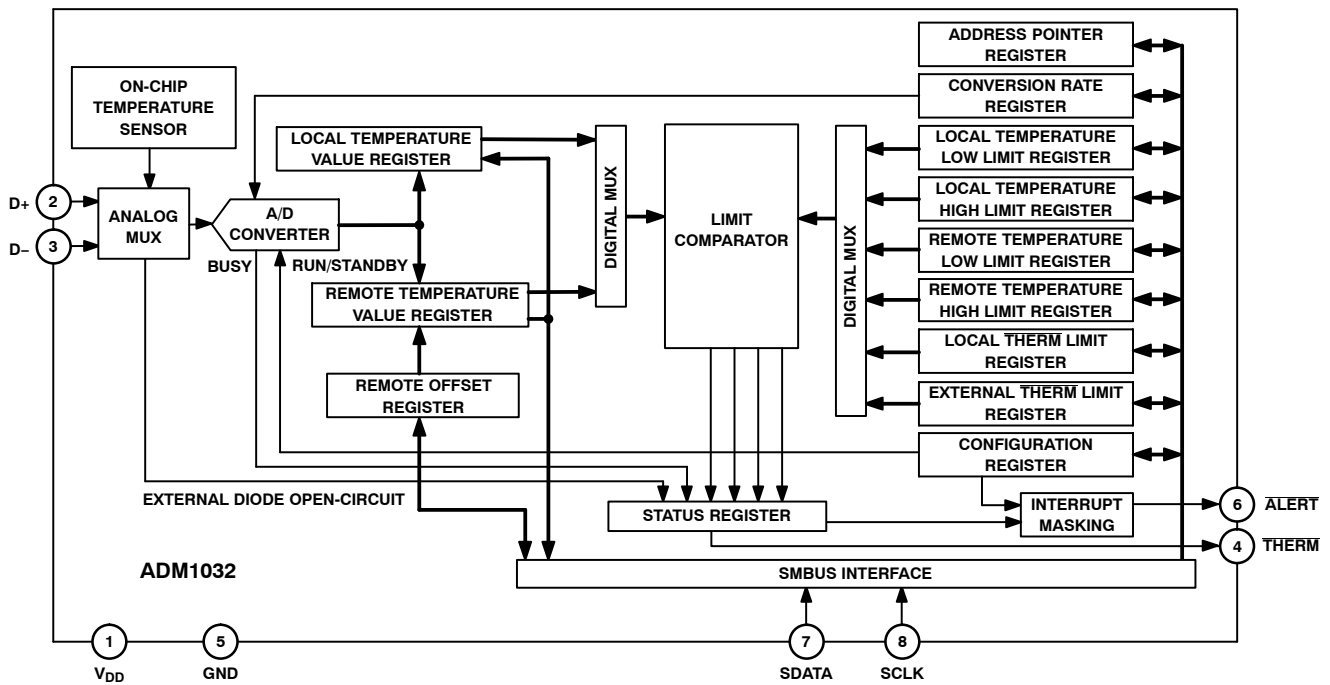 ADDRESS POINTER
REGISTER
ON-CHIP
TEMPERATURE
SENSOR
CONVERSION RATE
REGISTER
LOCAL TEMPERATURE
VALUE REGISTER
LOCAL TEMPERATURE
LOW LIMIT REGISTER
D+
2
ANALOG
MUX
A/D
CONVERTER
DIGITAL MUX
LIMIT
COMPARATOR
DIGITAL MUX
LOCAL TEMPERATURE
HIGH LIMIT REGISTER
D–
3
BUSY
RUN/STANDBY
REMOTE TEMPERATURE
LOW LIMIT REGISTER
REMOTE TEMPERATURE
VALUE REGISTER
REMOTE TEMPERATURE
HIGH LIMIT REGISTER
LOCAL THERM LIMIT
REGISTER
REMOTE OFFSET
REGISTER
EXTERNAL THERM LIMIT
REGISTER
CONFIGURATION
REGISTER
EXTERNAL DIODE OPEN-CIRCUIT
STATUS REGISTER
INTERRUPT
MASKING
6
ALERT
4
THERM
ADM1032
SMBUS INTERFACE
1
5
7
8
VDD
GND
SDATA
SCLK